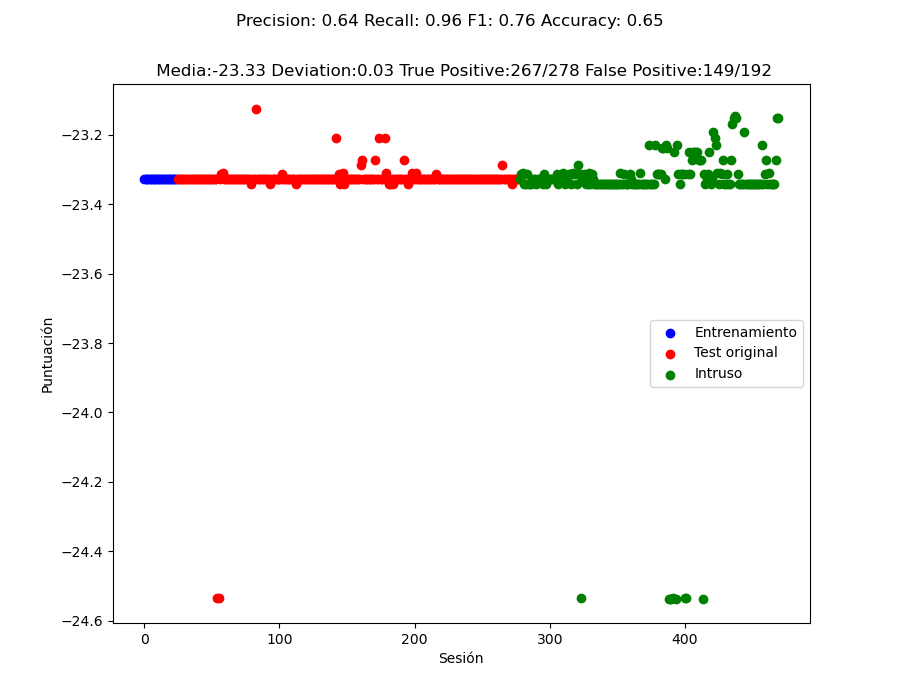 Precision: 0.64 Recall: 0.96 F1: 0.76 Accuracy: 0.65
Media:-23.33 Deviation:0.03 True Positive:267/278 False Positive:149/192
−23.2
−23.4
−23.6
−23.8
−24.0
−24.2
−24.4
−24.6
Puntuación
Entrenamiento
Test original
Intruso
0 100 200 300 400
Sesión